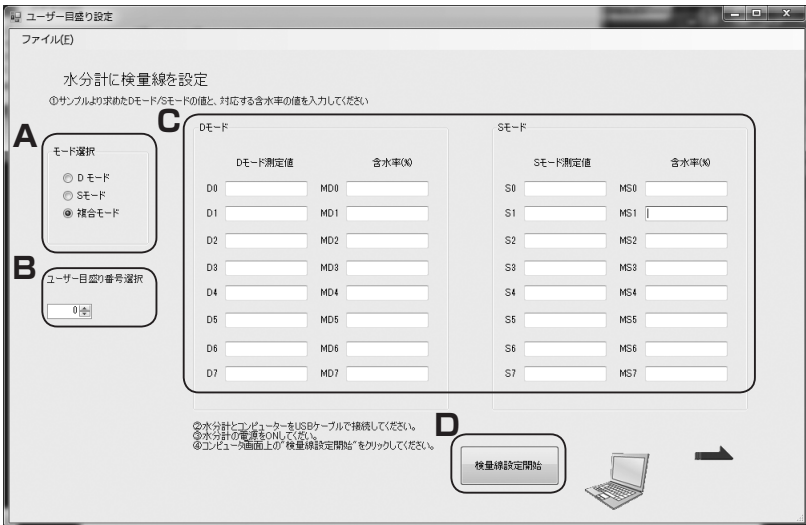 ユーザー目盛り設定
ファイル(F)
水分計に検量線を設定
①サンプルより求めたDモード/Sモードの値と、対応する含水率の値を入力してください
A
モード選択
D モード
Sモード
複合モード
B
ユーザー目盛り番号選択
0
C
Dモード
Dモード測定値 含水率(%)
D0 MD0
D1 MD1
D2 MD2
D3 MD3
D4 MD4
D5 MD5
D6 MD6
D7 MD7
Sモード
Sモード測定値 含水率(%)
S0 MS0
S1 MS1
S2 MS2
S3 MS3
S4 MS4
S5 MS5
S6 MS6
S7 MS7
②水分計とコンピューターをUSBケーブルで接続してください。
③水分計の電源をONしてくだい。
④コンピュータ画面上の"検量線設定開始"をクリックしてください。
D
検量線設定開始